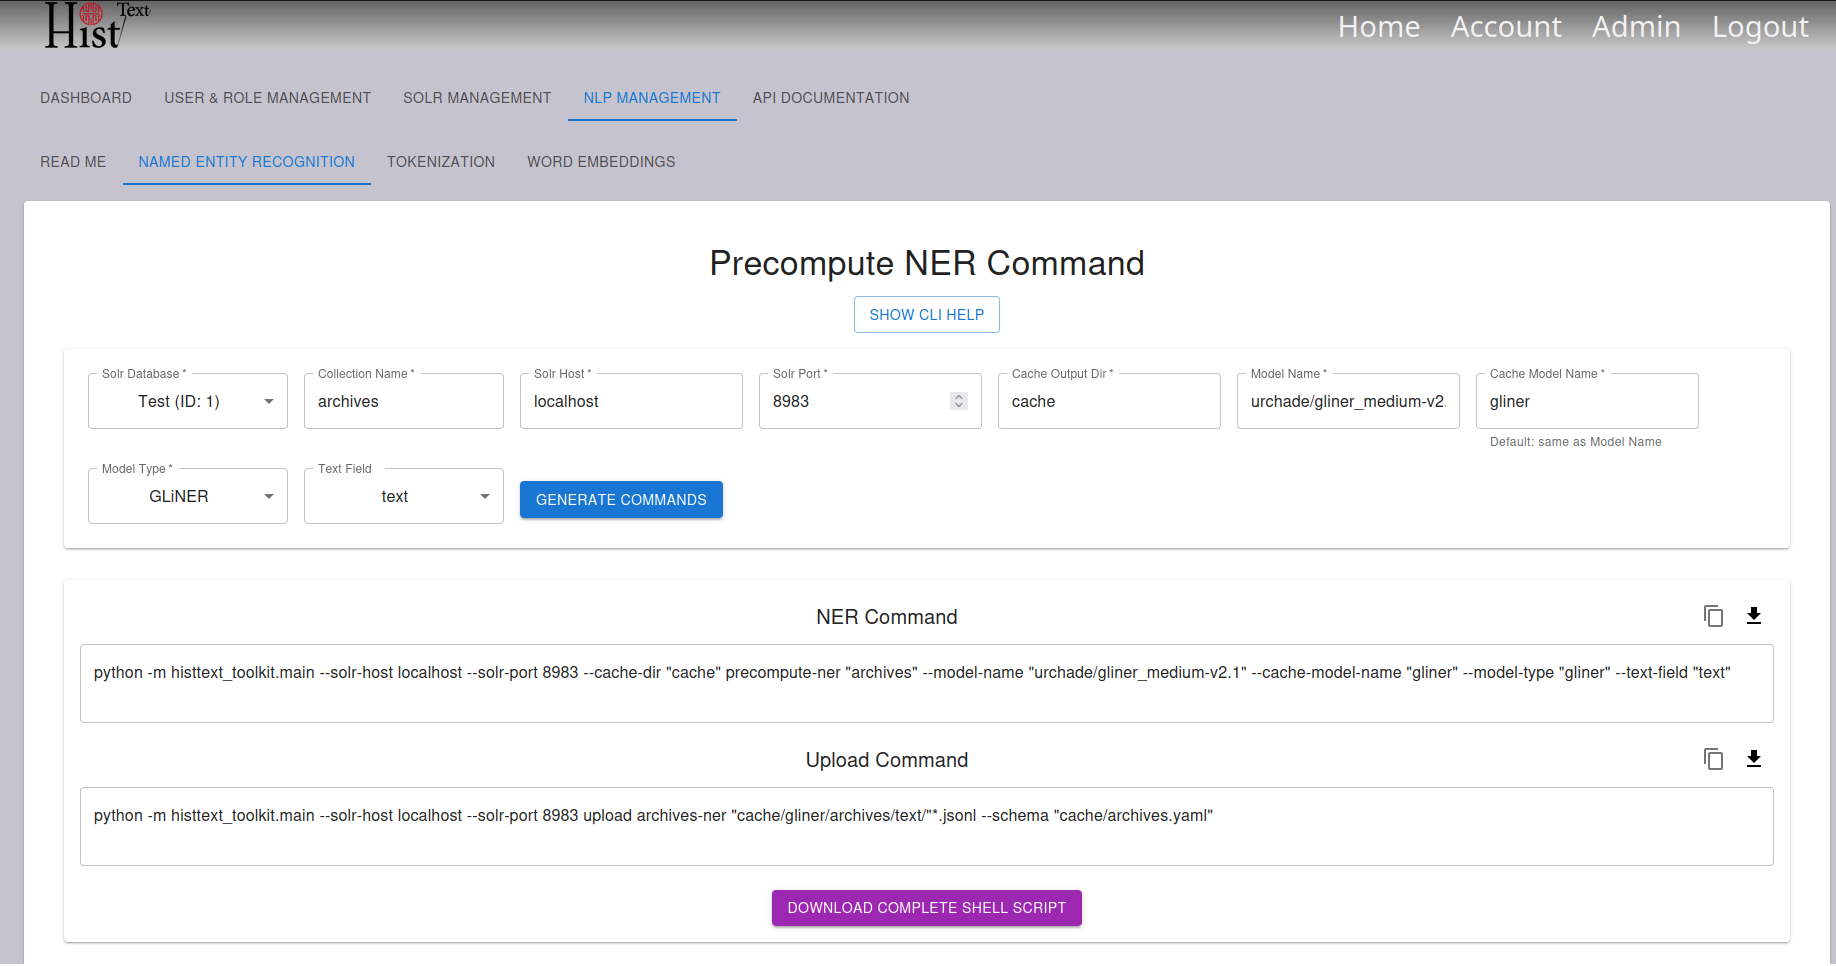 Hist Text
Home Account Admin Logout
DASHBOARD USER & ROLE MANAGEMENT SOLR MANAGEMENT NLP MANAGEMENT API DOCUMENTATION
READ ME NAMED ENTITY RECOGNITION TOKENIZATION WORD EMBEDDINGS
Precompute NER Command
SHOW CLI HELP
Solr Database * Collection Name * Solr Host * Solr Port * Cache Output Dir * Model Name * Cache Model Name *
Test (ID: 1) archives localhost 8983 cache urchade/gliner_medium-v2. gliner
Default: same as Model Name
Model Type * Text Field
GLiNER text GENERATE COMMANDS
NER Command
python -m histtext_toolkit.main --solr-host localhost --solr-port 8983 --cache-dir "cache" precompute-ner "archives" --model-name "urchade/gliner_medium-v2.1" --cache-model-name "gliner" --model-type "gliner" --text-field "text"
Upload Command
python -m histtext_toolkit.main --solr-host localhost --solr-port 8983 upload archives-ner "cache/gliner/archives/text/"*.jsonl --schema "cache/archives.yaml"
DOWNLOAD COMPLETE SHELL SCRIPT